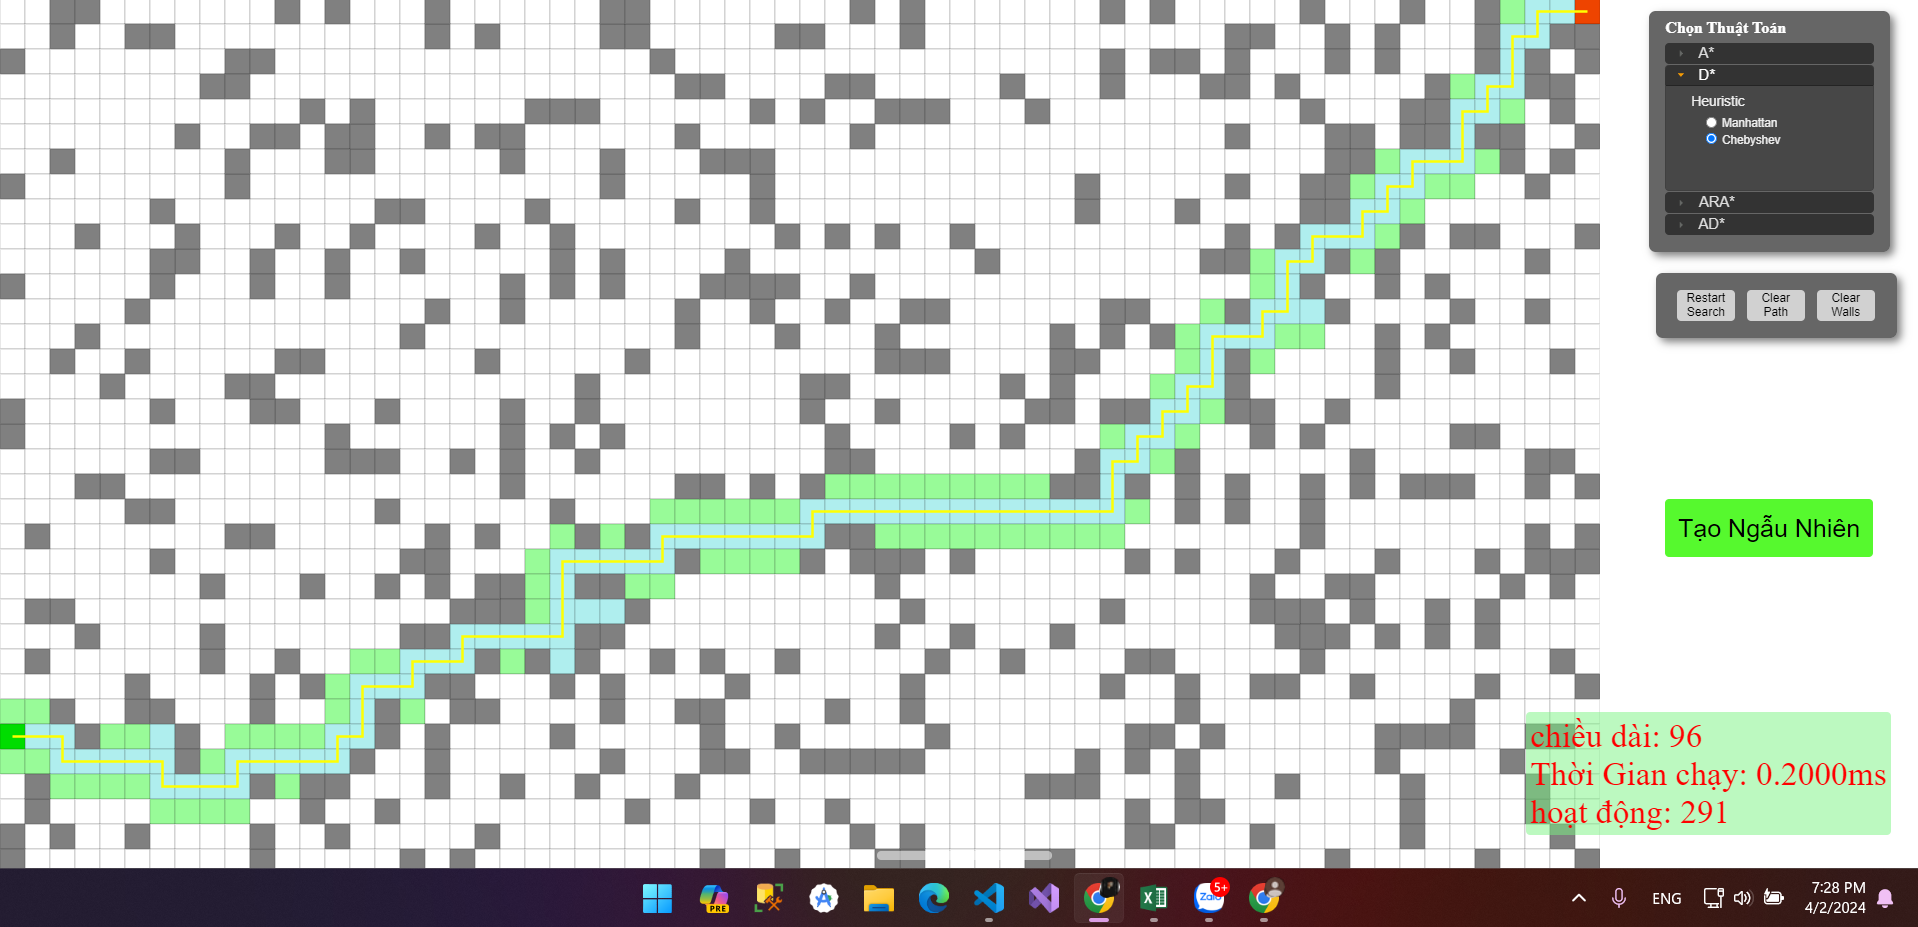 Chọn Thuật Toán
A*
D*
Heuristic
Manhattan
Chebyshev
ARA*
AD*
Restart Search
Clear Path
Clear Walls
Tạo Ngẫu Nhiên
chiều dài: 96
Thời Gian chạy: 0.2000ms
hoạt động: 291
PRE
Zalo
5+
ENG
7:28 PM
4/2/2024